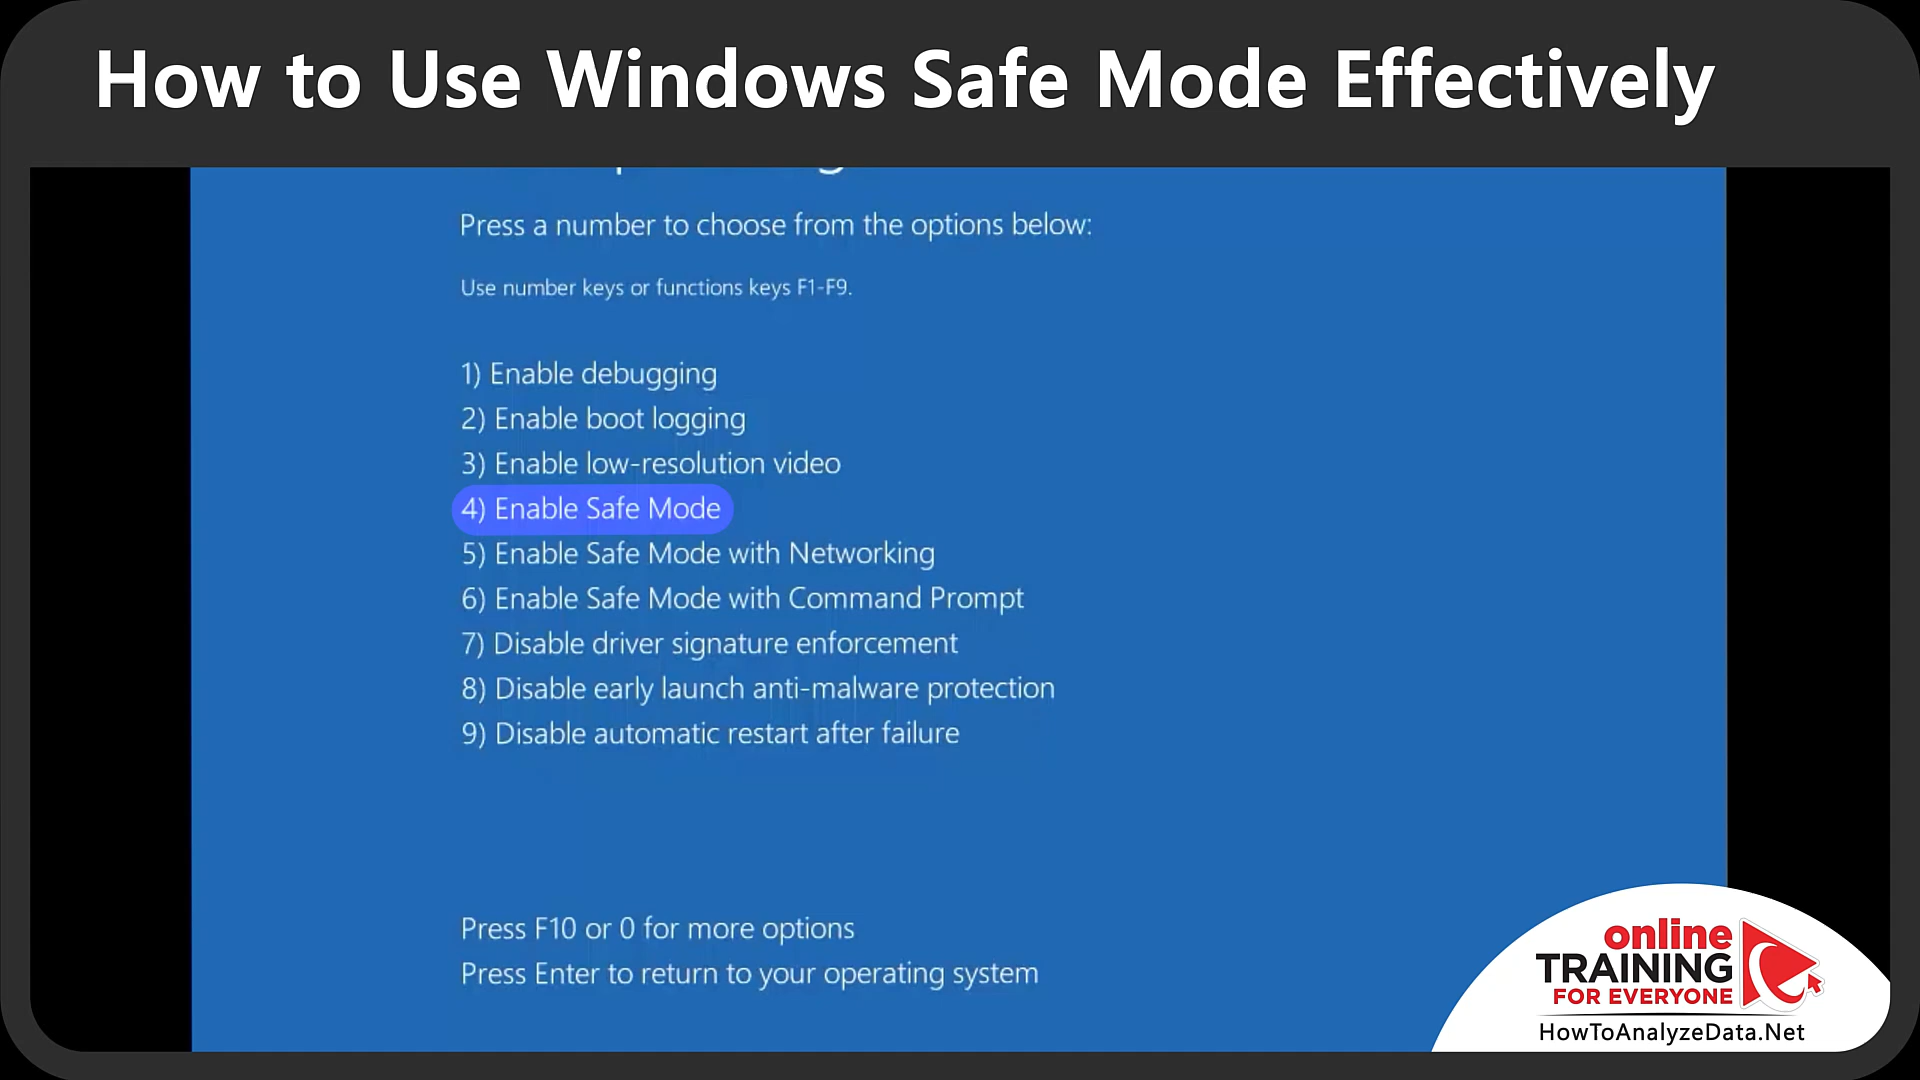 How to Use Windows Safe Mode Effectively
Press a number to choose from the options below:
Use number keys or functions keys F1-F9.
1) Enable debugging
2) Enable boot logging
3) Enable low-resolution video
4) Enable Safe Mode
5) Enable Safe Mode with Networking
6) Enable Safe Mode with Command Prompt
7) Disable driver signature enforcement
8) Disable early launch anti-malware protection
9) Disable automatic restart after failure
Press F10 or 0 for more options
Press Enter to return to your operating system
online
TRAINING
FOR EVERYONE
HowToAnalyzeData.Net